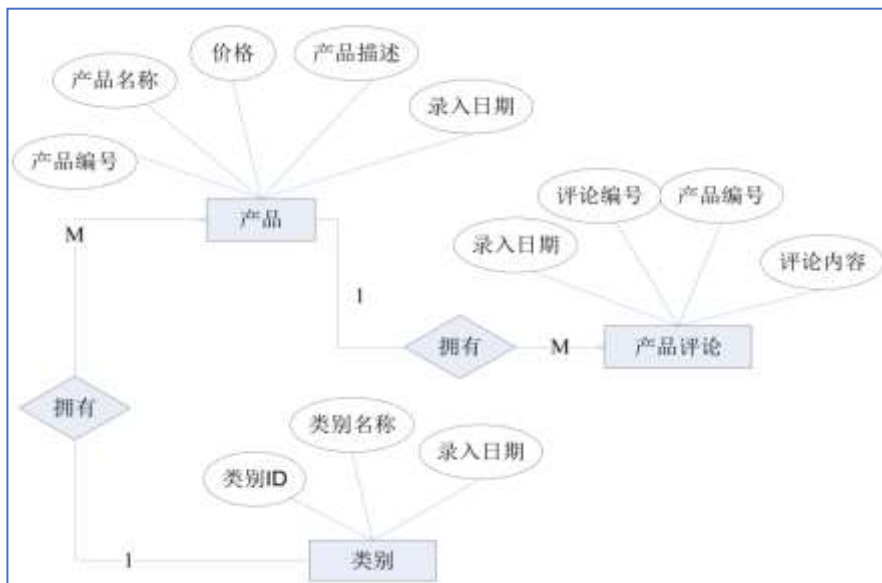 价格
产品描述
产品名称
录入日期
产品编号
产品
M
评论编号
产品编号
录入日期
评论内容
1
拥有
M
产品评论
拥有
类别名称
录入日期
类别ID
1
类别